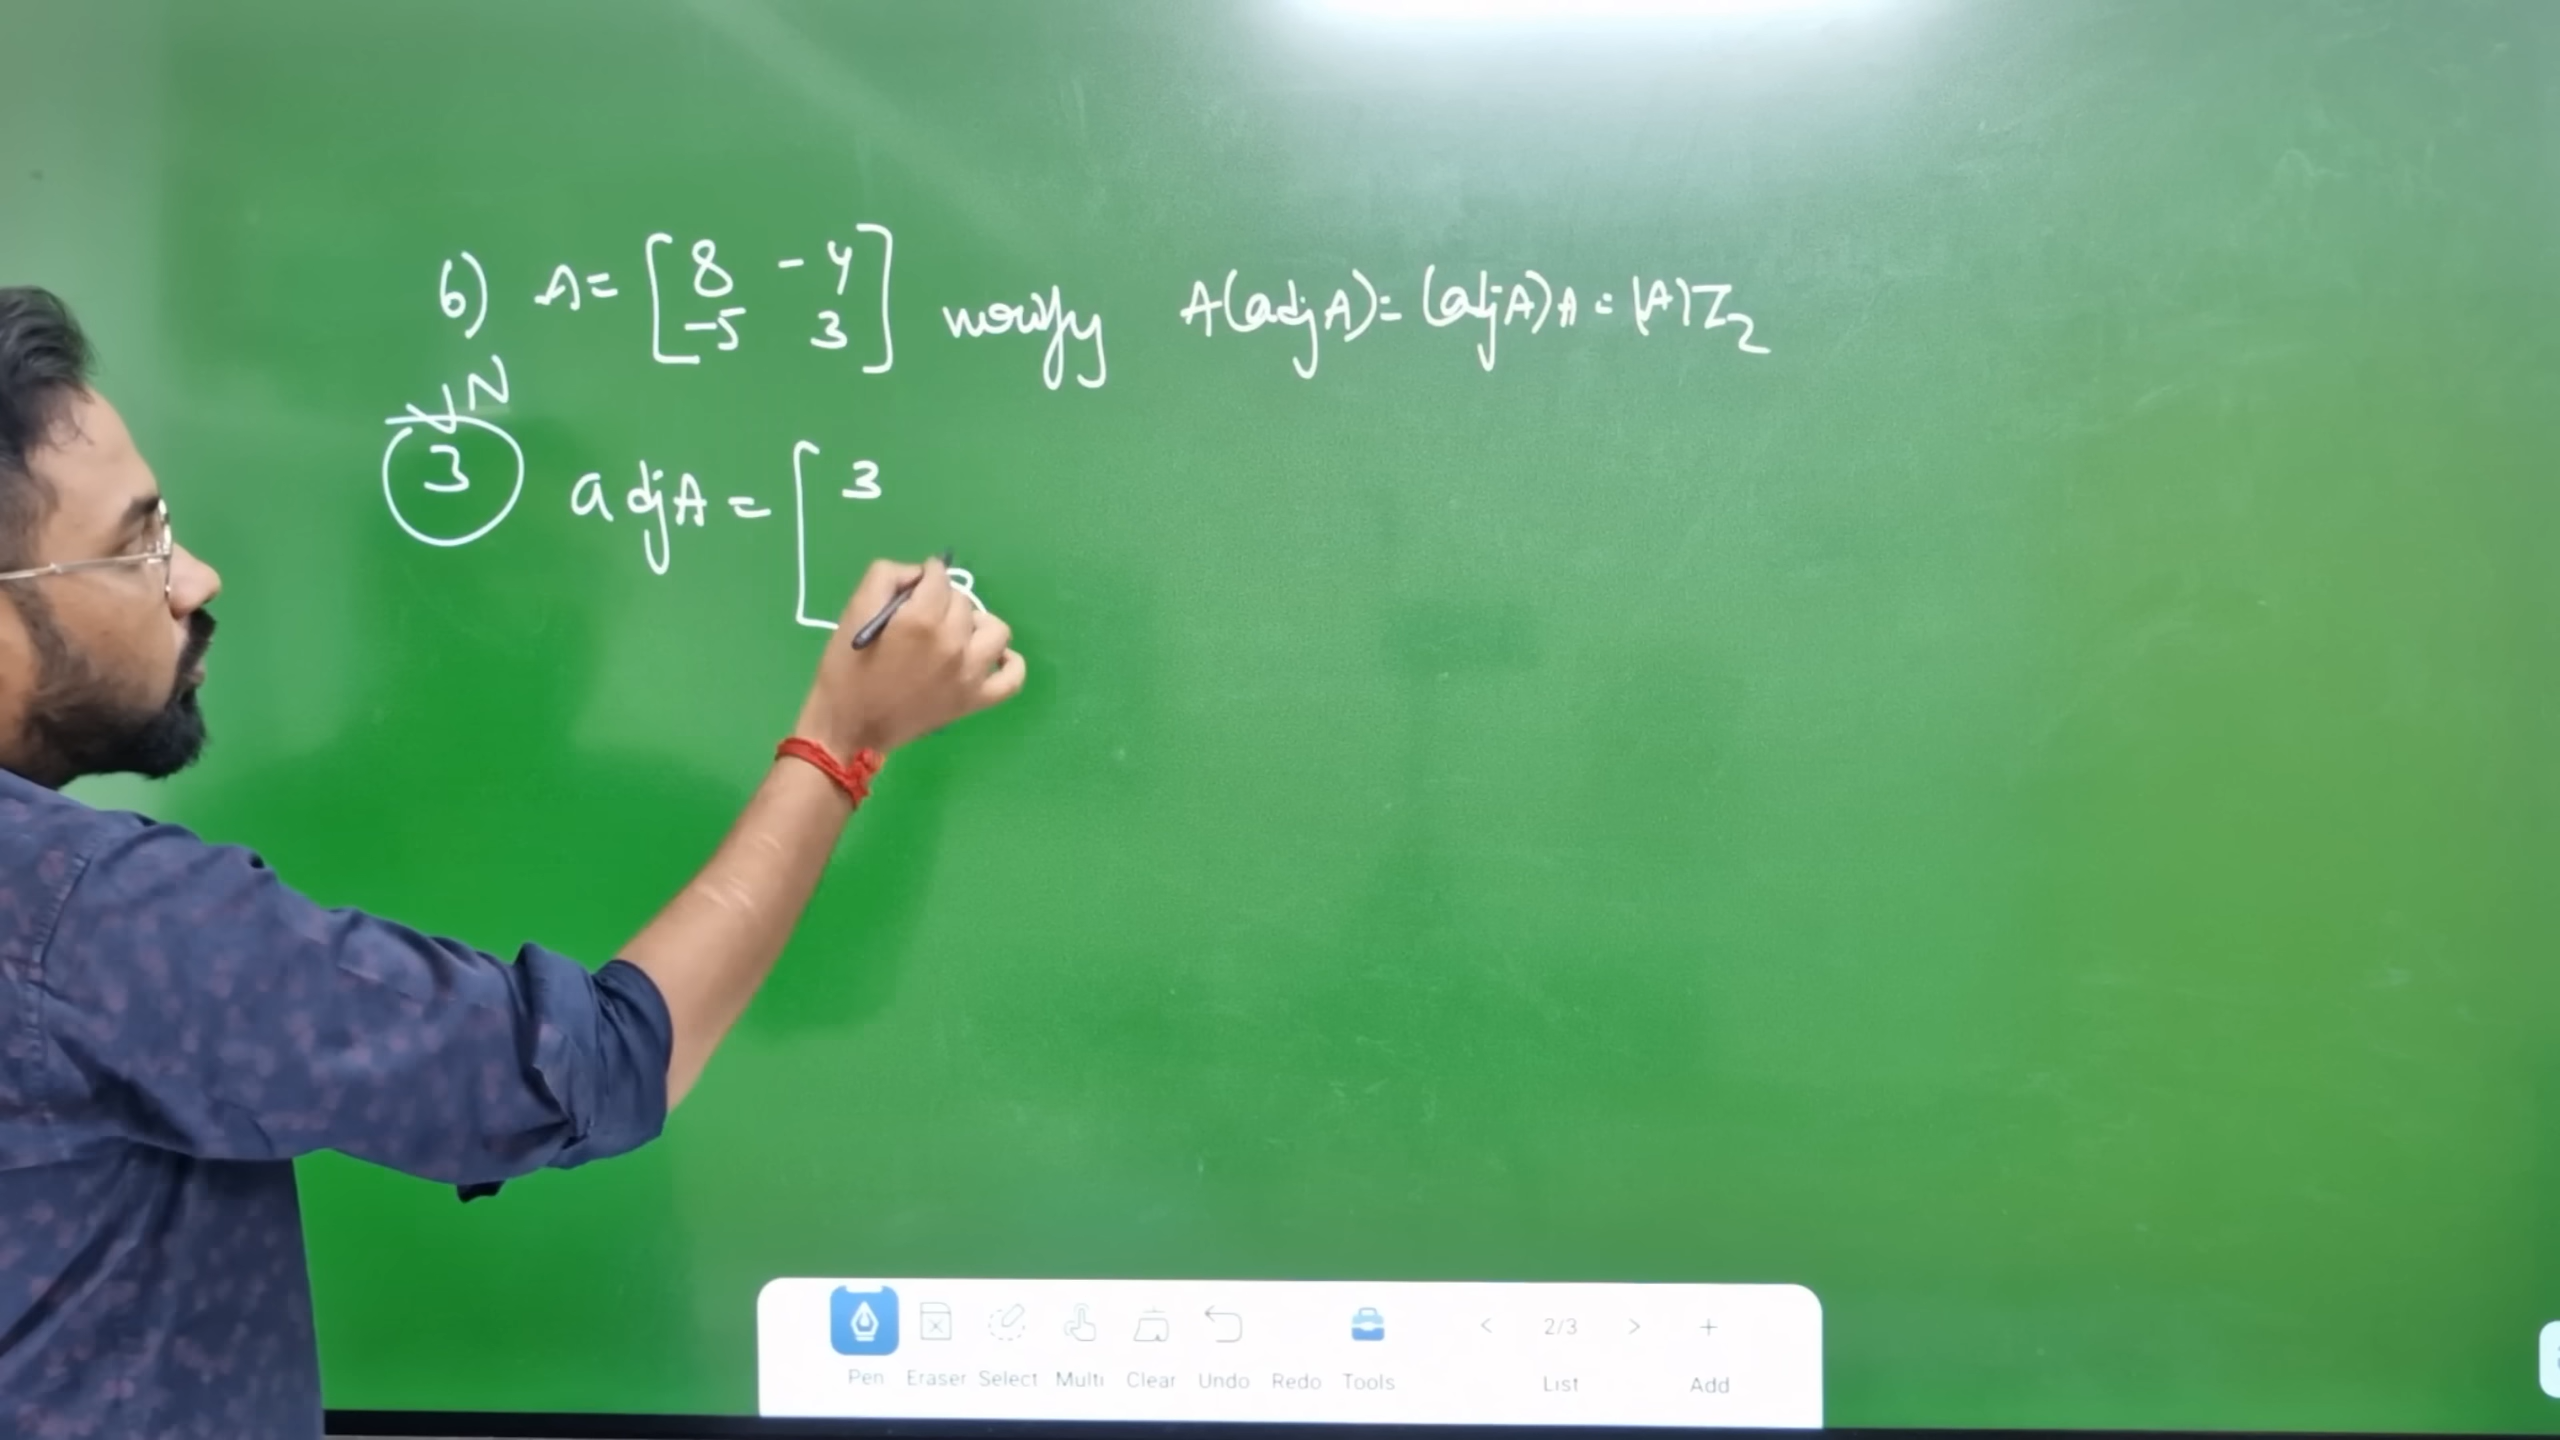 6) A = [8 -4
-5 3] verify A(adjA) = (adjA)A = |A|I₂
3
adjA = [3
8
Pen Eraser Select Multi Clear Undo Redo Tools < 2/3 > +
List Add